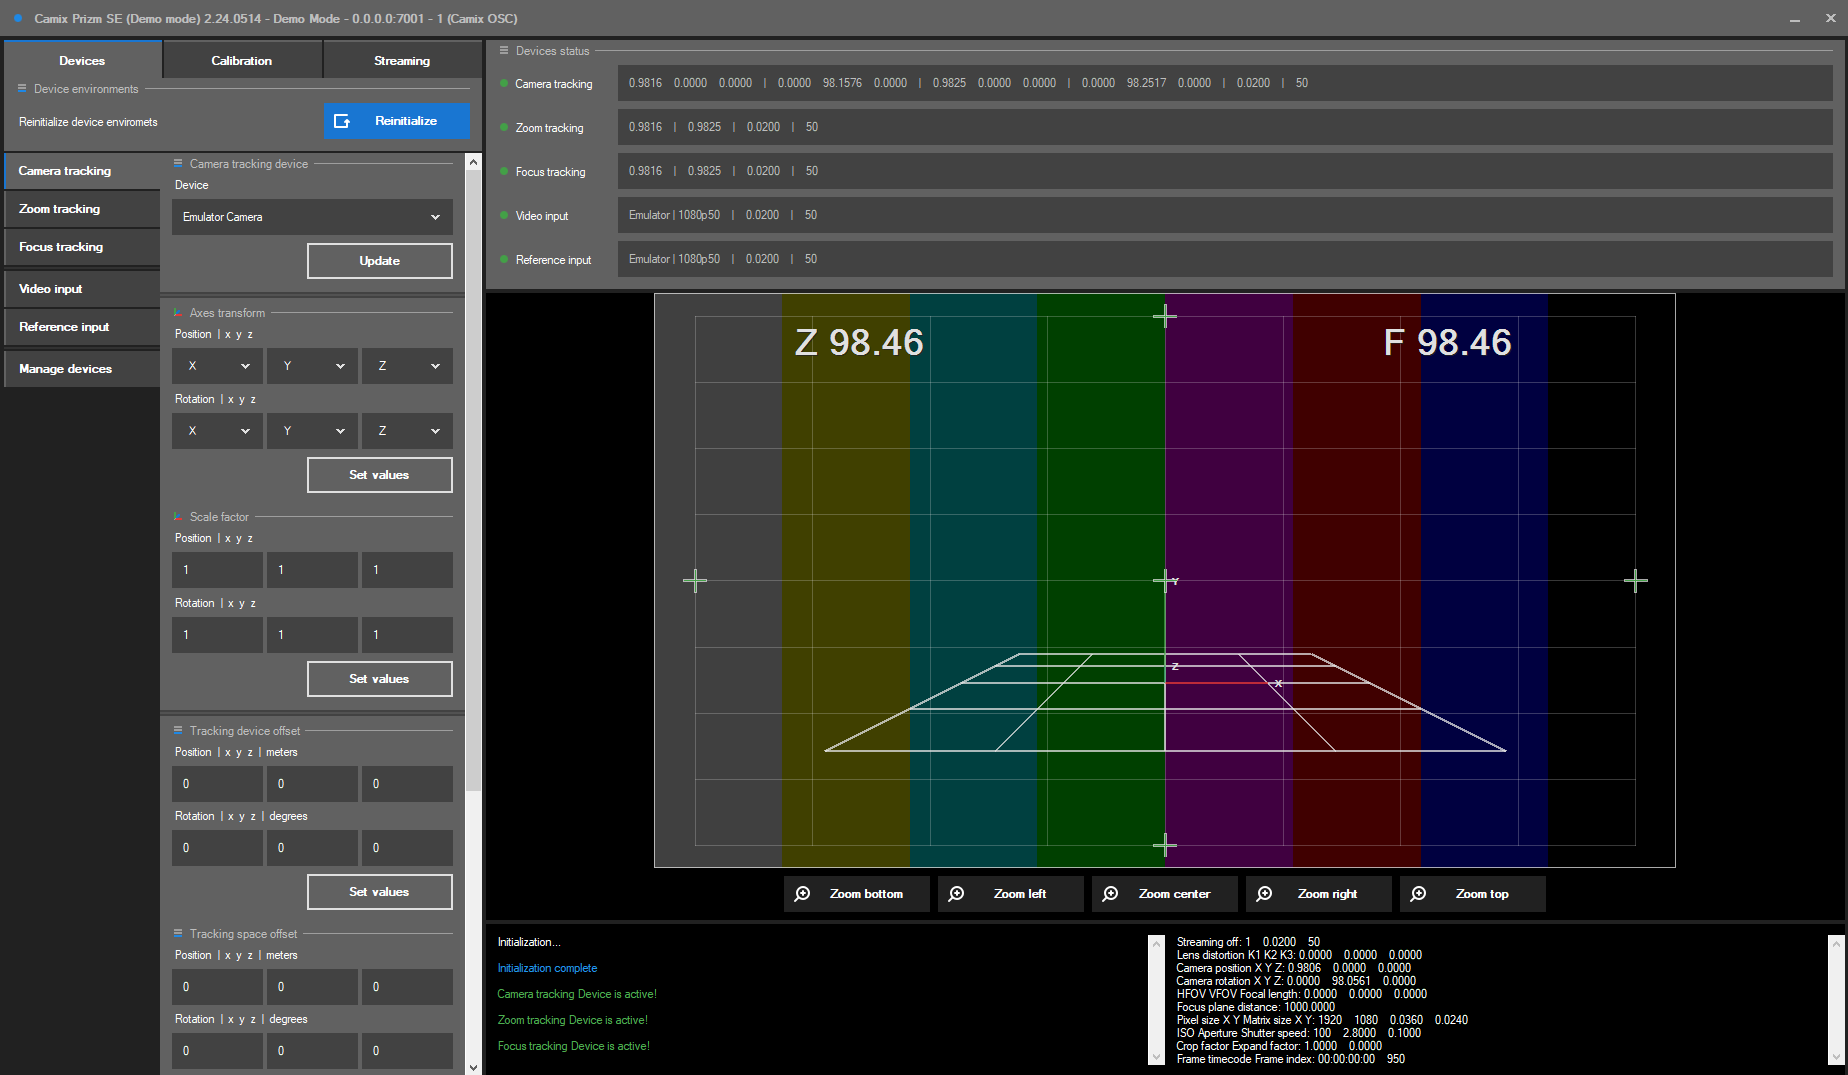 Camix Prizm SE (Demo mode) 2.24.0514 - Demo Mode - 0.0.0.0:7001 - 1 (Camix OSC)
Devices
Calibration
Streaming
Device environments
Reinitialize device enviromets
Reinitialize
Camera tracking
Zoom tracking
Focus tracking
Video input
Reference input
Manage devices
Camera tracking device
Device
Emulator Camera
Update
Axes transform
Position | x y z
X Y Z
Rotation | x y z
X Y Z
Set values
Scale factor
Position | x y z
1 1 1
Rotation | x y z
1 1 1
Set values
Tracking device offset
Position | x y z | meters
0 0 0
Rotation | x y z | degrees
0 0 0
Set values
Tracking space offset
Position | x y z | meters
0 0 0
Rotation | x y z | degrees
0 0 0
Devices status
Camera tracking 0.9816 0.0000 0.0000 | 0.0000 98.1576 0.0000 | 0.9825 0.0000 0.0000 | 0.0000 98.2517 0.0000 | 0.0200 | 50
Zoom tracking 0.9816 | 0.9825 | 0.0200 | 50
Focus tracking 0.9816 | 0.9825 | 0.0200 | 50
Video input Emulator | 1080p50 | 0.0200 | 50
Reference input Emulator | 1080p50 | 0.0200 | 50
Z 98.46 F 98.46
Y
Z
X
Zoom bottom
Zoom left
Zoom center
Zoom right
Zoom top
Initialization...
Initialization complete
Camera tracking Device is active!
Zoom tracking Device is active!
Focus tracking Device is active!
Streaming off: 1 0.0200 50
Lens distortion K1 K2 K3: 0.0000 0.0000 0.0000
Camera position X Y Z: 0.9806 0.0000 0.0000
Camera rotation X Y Z: 0.0000 98.0561 0.0000
HFOV VFOV Focal length: 0.0000 0.0000 0.0000
Focus plane distance: 1000.0000
Pixel size X Y Matrix size X Y: 1920 1080 0.0360 0.0240
ISO Aperture Shutter speed: 100 2.8000 0.1000
Crop factor Expand factor: 1.0000 0.0000
Frame timecode Frame index: 00:00:00:00 950